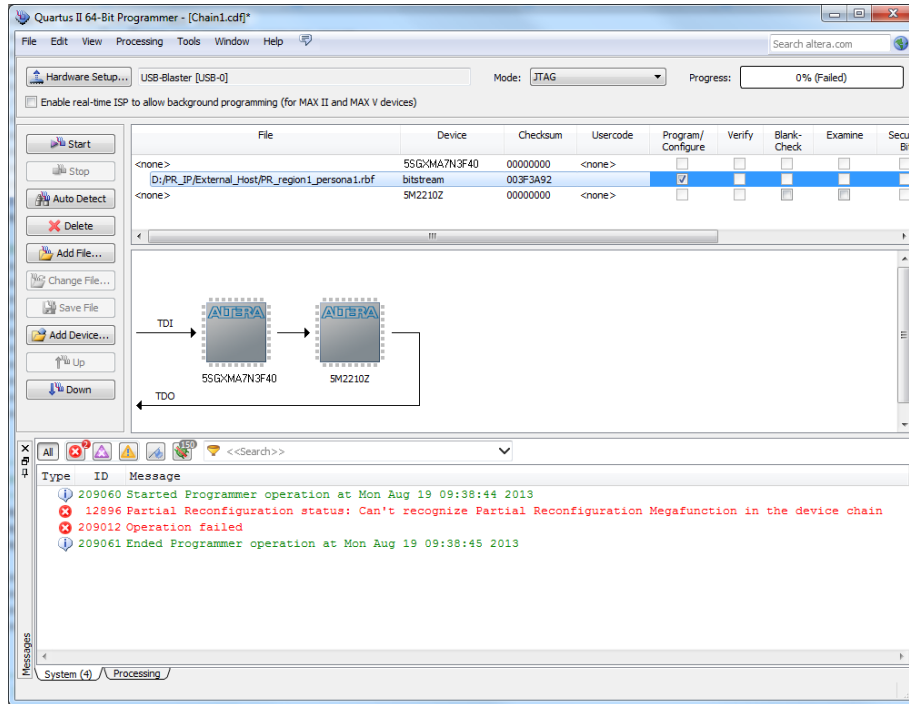 Quartus II 64-Bit Programmer - [Chain1.cdf]*
File Edit View Processing Tools Window Help
Search altera.com
Hardware Setup... USB-Blaster [USB-0] Mode: JTAG Progress: 0% (Failed)
Enable real-time ISP to allow background programming (for MAX II and MAX V devices)
Start
Stop
Auto Detect
Delete
Add File...
Change File...
Save File
Add Device...
Up
Down
File Device Checksum Usercode Program/ Configure Verify Blank- Check Examine Secu Bi
<none> 5SGXMA7N3F40 00000000 <none>
D:/PR_IP/External_Host/PR_region1_persona1.rbf bitstream 003F3A92
<none> 5M2210Z 00000000 <none>
TDI
ALTERA ALTERA
5SGXMA7N3F40 5M2210Z
TDO
All 2 150 <<Search>>
Type ID Message
209060 Started Programmer operation at Mon Aug 19 09:38:44 2013
12896 Partial Reconfiguration status: Can't recognize Partial Reconfiguration Megafunction in the device chain
209012 Operation failed
209061 Ended Programmer operation at Mon Aug 19 09:38:45 2013
Messages
System (4) Processing